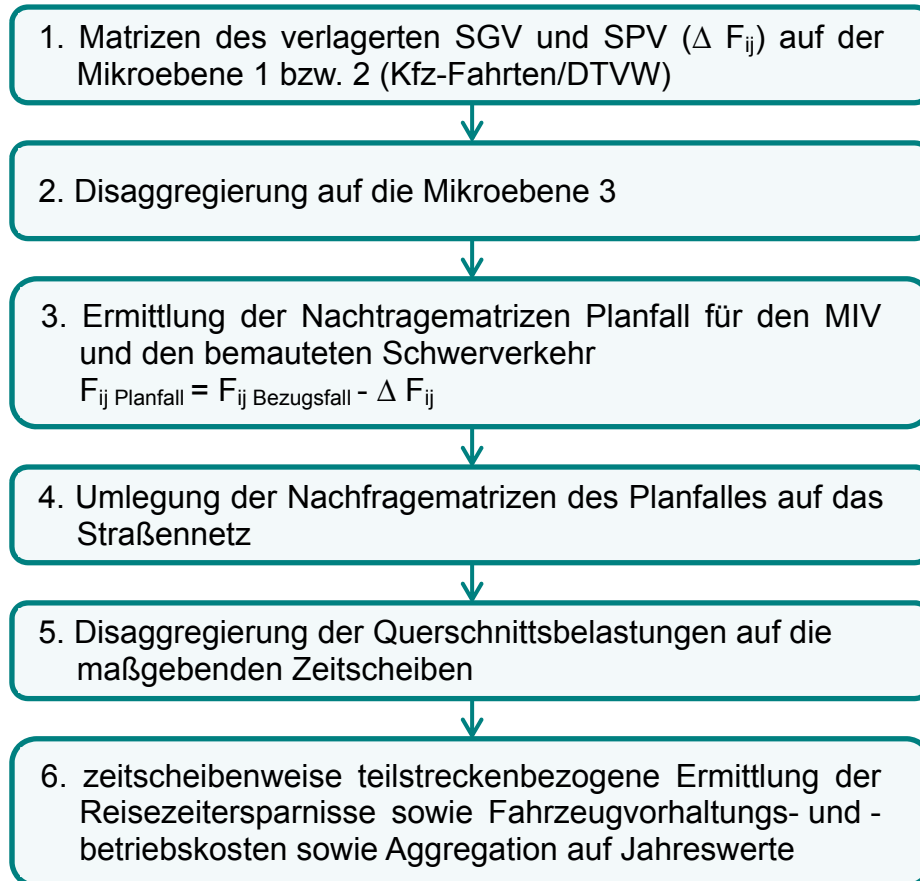 1. Matrizen des verlagerten SGV und SPV (Δ Fij) auf der
Mikroebene 1 bzw. 2 (Kfz-Fahrten/DTVW)
2. Disaggregierung auf die Mikroebene 3
3. Ermittlung der Nachtragematrizen Planfall für den MIV
und den bemauteten Schwerverkehr
Fij Planfall = Fij Bezugsfall - Δ Fij
4. Umlegung der Nachfragematrizen des Planfalles auf das
Straßennetz
5. Disaggregierung der Querschnittsbelastungen auf die
maßgebenden Zeitscheiben
6. zeitscheibenweise teilstreckenbezogene Ermittlung der
Reisezeitersparnisse sowie Fahrzeugvorhaltungs- und -
betriebskosten sowie Aggregation auf Jahreswerte